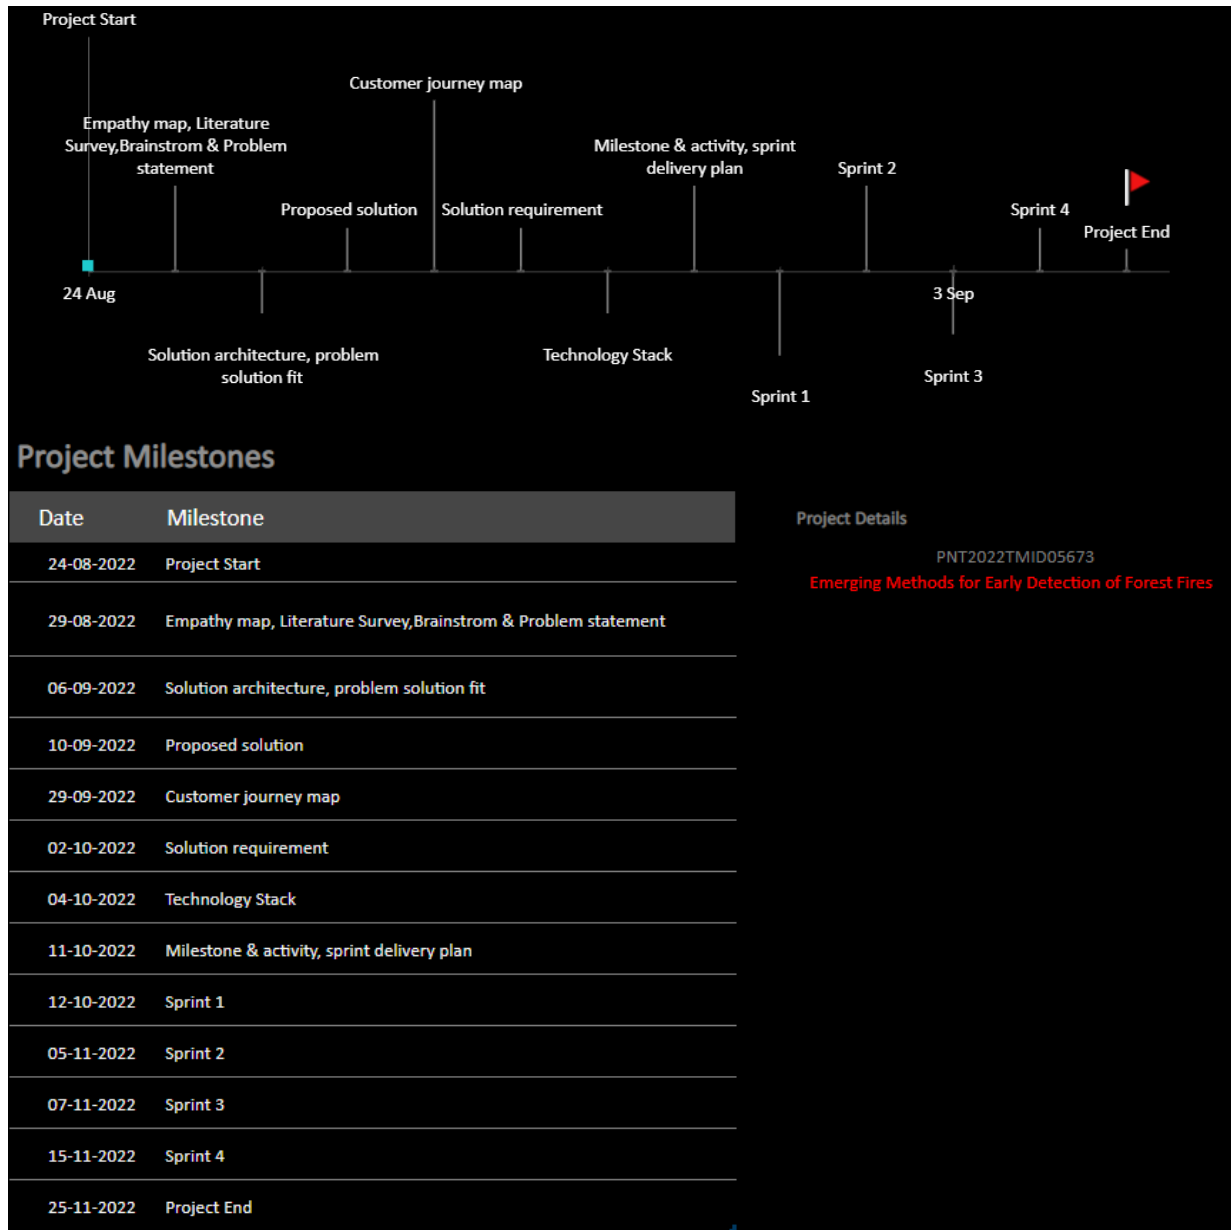 Project Start
Customer journey map
Empathy map, Literature
Survey,Brainstrom & Problem
statement
Milestone & activity, sprint
delivery plan
Sprint 2
Proposed solution
Solution requirement
Sprint 4
Project End
24 Aug
3 Sep
Solution architecture, problem
solution fit
Technology Stack
Sprint 3
Sprint 1
Project Milestones
Date Milestone
24-08-2022 Project Start
29-08-2022 Empathy map, Literature Survey,Brainstrom & Problem statement
06-09-2022 Solution architecture, problem solution fit
10-09-2022 Proposed solution
29-09-2022 Customer journey map
02-10-2022 Solution requirement
04-10-2022 Technology Stack
11-10-2022 Milestone & activity, sprint delivery plan
12-10-2022 Sprint 1
05-11-2022 Sprint 2
07-11-2022 Sprint 3
15-11-2022 Sprint 4
25-11-2022 Project End
Project Details
PNT2022TMID05673
Emerging Methods for Early Detection of Forest Fires